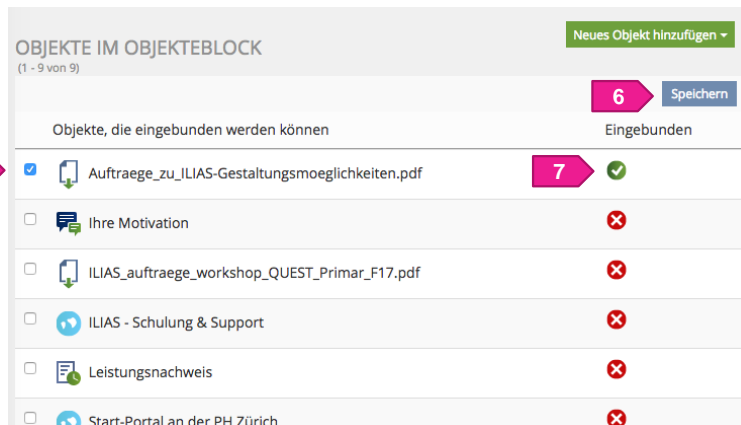 OBJEKTE IM OBJEKTEBLOCK
(1 - 9 von 9)
Neues Objekt hinzufügen
6
Speichern
Objekte, die eingebunden werden können
Eingebunden
Auftraege_zu_ILIAS-Gestaltungsmoeglichkeiten.pdf
7
Ihre Motivation
ILIAS_auftraege_workshop_QUEST_Primar_F17.pdf
ILIAS - Schulung & Support
Leistungsnachweis
Start-Portal an der PH Zürich